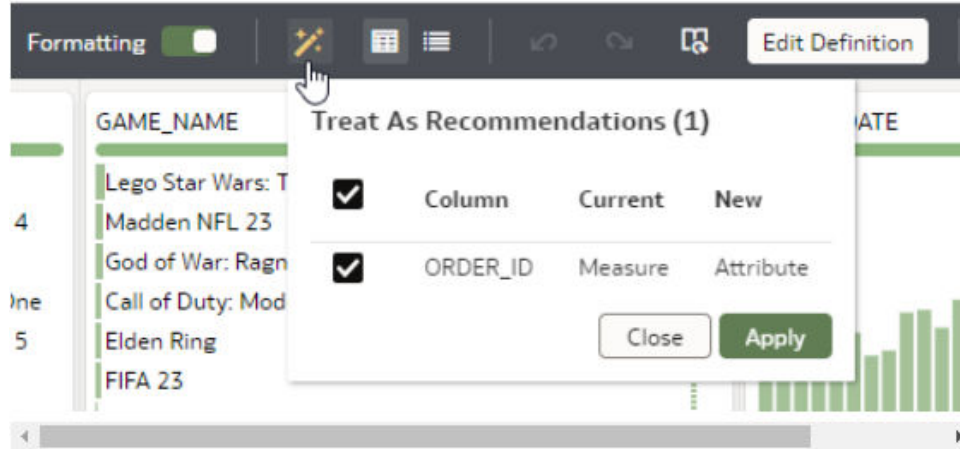 Formatting
Edit Definition
GAME_NAME
Treat As Recommendations (1)
ATE
Lego Star Wars: T
Column Current New
4
Madden NFL 23
God of War: Ragn
ORDER_ID Measure Attribute
One
Call of Duty: Mod
5
Elden Ring
Close Apply
FIFA 23